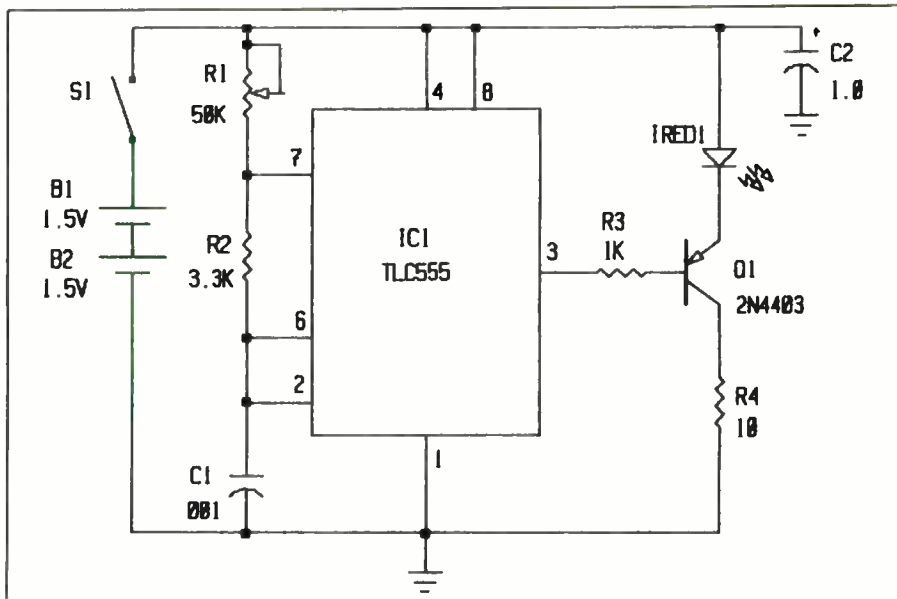 S1
B1
1.5V
B2
1.5V
R1
50K
7
R2
3.3K
6
2
C1
001
4
8
IC1
TLC555
3
1
R3
1K
IRED1
Q1
2N4403
R4
10
+
C2
1.0